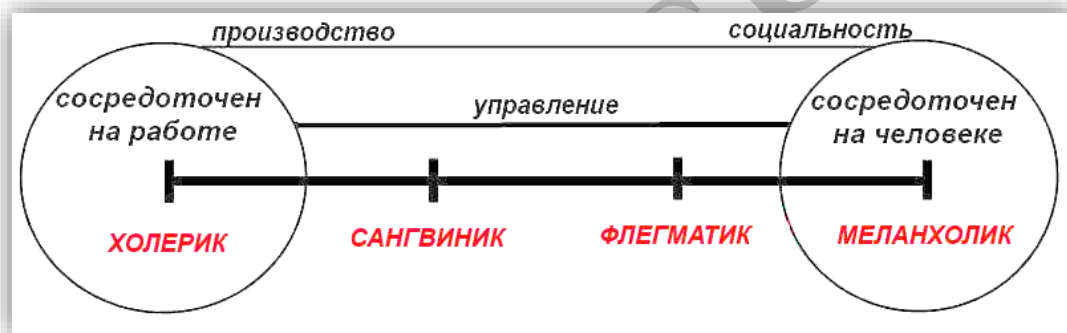 производство
социальность
сосредоточен
на работе
управление
сосредоточен
на человеке
ХОЛЕРИК
САНГВИНИК
ФЛЕГМАТИК
МЕЛАНХОЛИК